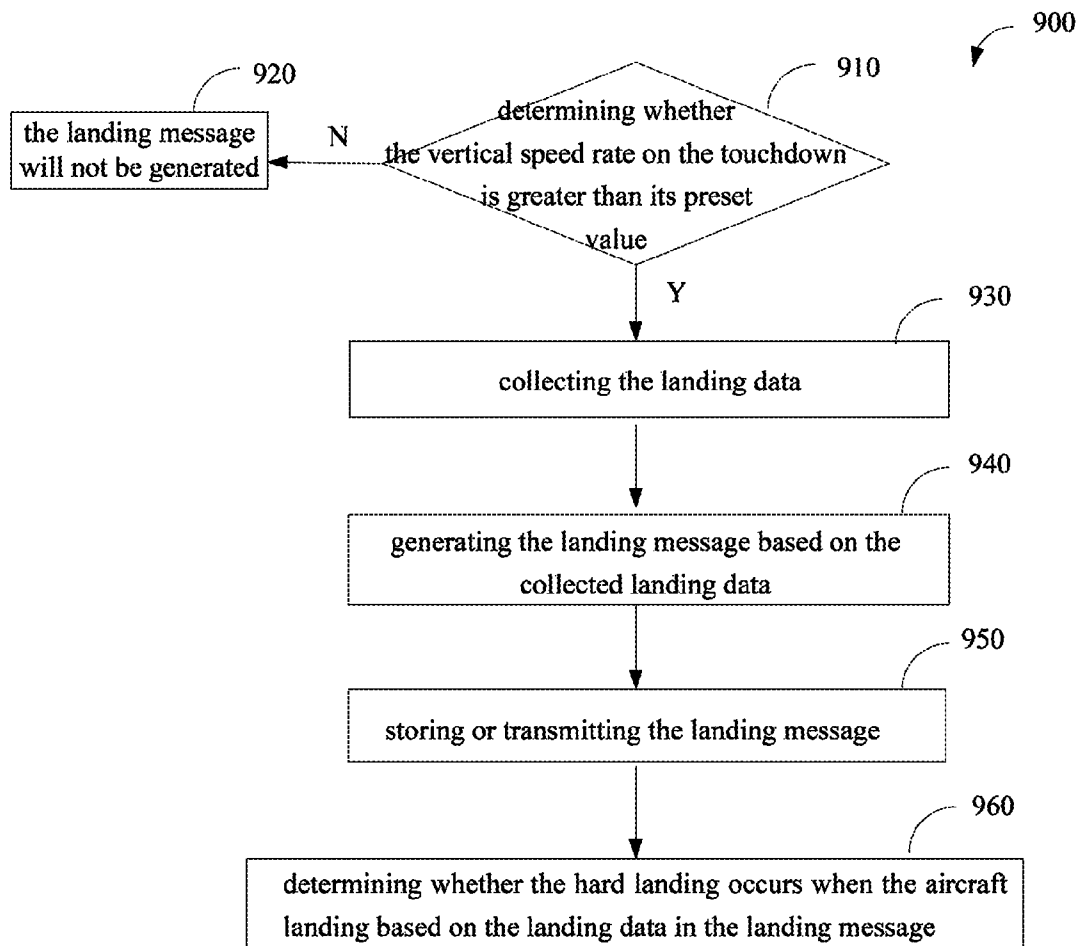 900
920
910
the landing message
will not be generated
N
determining whether
the vertical speed rate on the touchdown
is greater than its preset
value
Y
930
collecting the landing data
940
generating the landing message based on the
collected landing data
950
storing or transmitting the landing message
960
determining whether the hard landing occurs when the aircraft
landing based on the landing data in the landing message